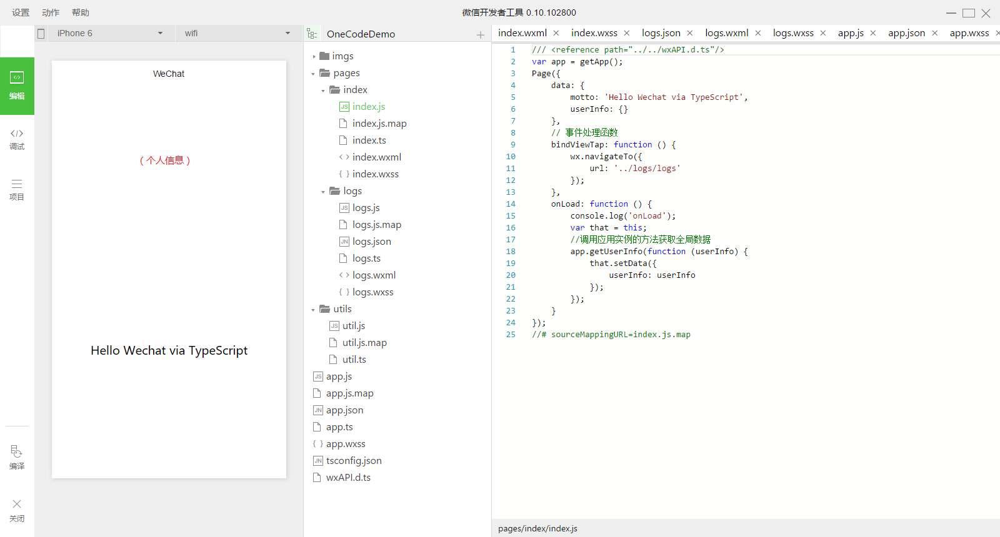 设置 动作 帮助
微信开发者工具 0.10.102800
iPhone 6
wifi
编辑
调试
项目
编译
关闭
WeChat
( 个人信息 )
Hello Wechat via TypeScript
OneCodeDemo
imgs
pages
index
JS index.js
index.js.map
index.ts
< > index.wxml
{ } index.wxss
logs
JS logs.js
logs.js.map
JN logs.json
logs.ts
< > logs.wxml
{ } logs.wxss
utils
JS util.js
util.js.map
util.ts
JS app.js
app.js.map
JN app.json
app.ts
{ } app.wxss
JN tsconfig.json
wxAPI.d.ts
index.wxml index.wxss logs.json logs.wxml logs.wxss app.js app.json app.wxss
1 /// <reference path="../../wxAPI.d.ts"/>
2 var app = getApp();
3 Page({
4     data: {
5         motto: 'Hello Wechat via TypeScript',
6         userInfo: {}
7     },
8     // 事件处理函数
9     bindViewTap: function () {
10         wx.navigateTo({
11             url: '../logs/logs'
12         });
13     },
14     onLoad: function () {
15         console.log('onLoad');
16         var that = this;
17         //调用应用实例的方法获取全局数据
18         app.getUserInfo(function (userInfo) {
19             that.setData({
20                 userInfo: userInfo
21             });
22         });
23     }
24 });
25 //# sourceMappingURL=index.js.map
pages/index/index.js